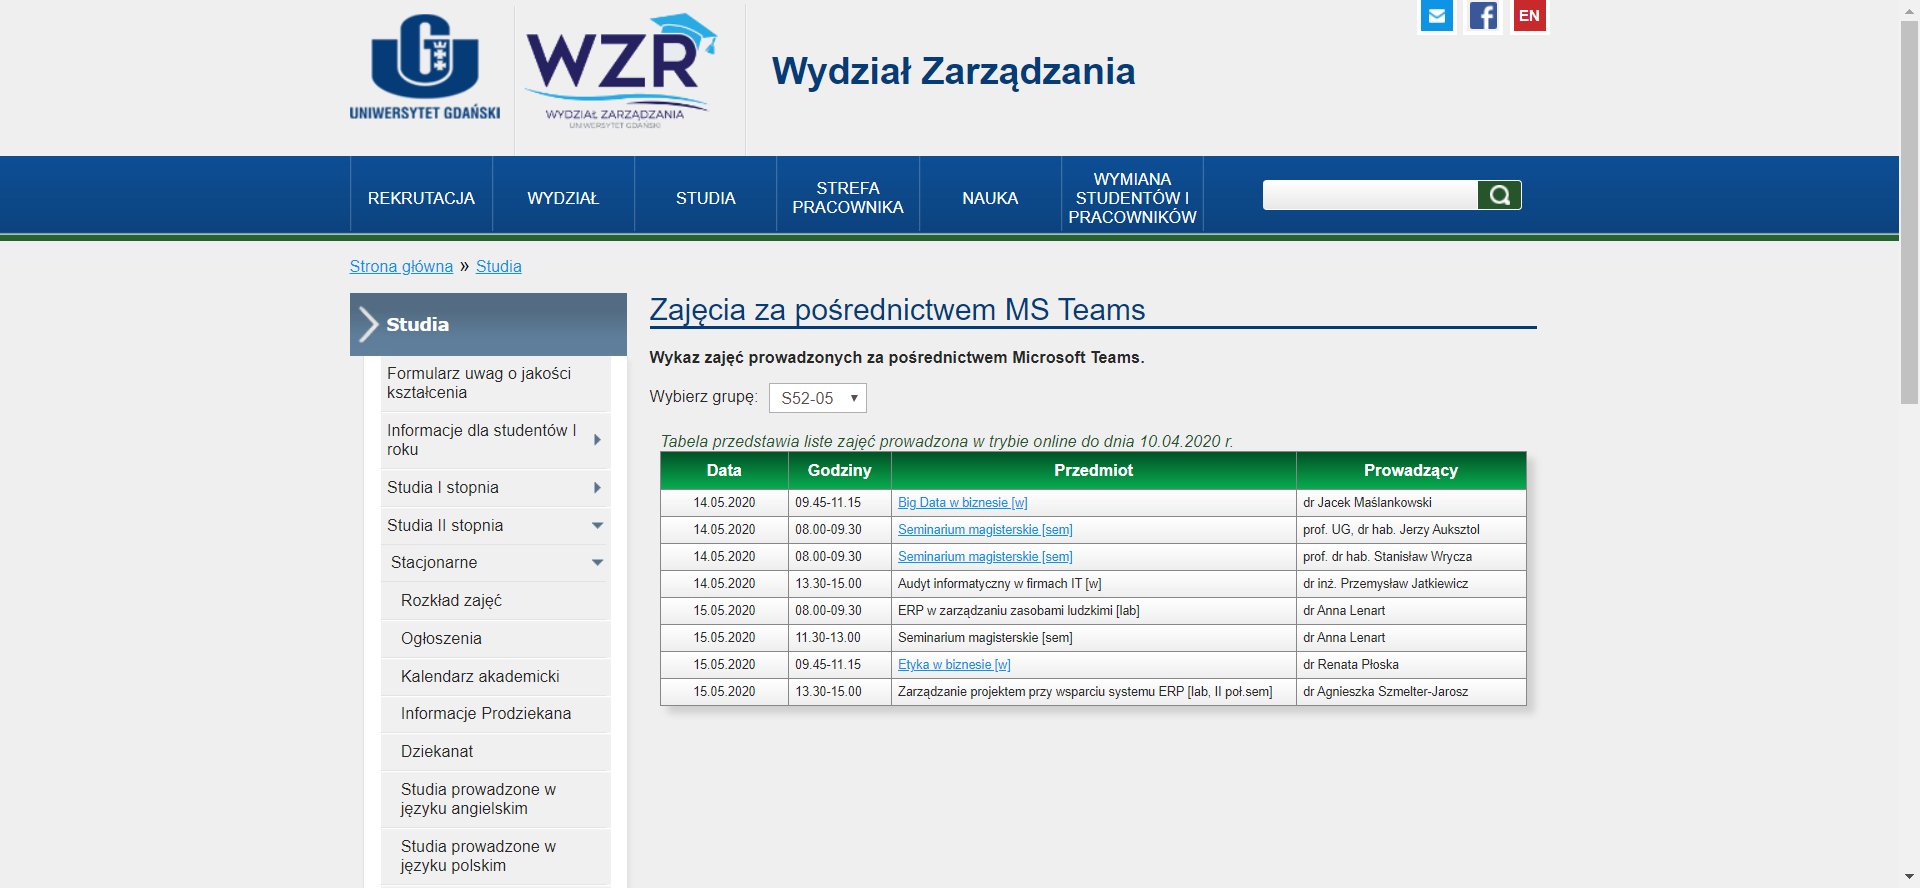 UNIWERSYTET GDAŃSKI
WZR
WYDZIAŁ ZARZĄDZANIA
UNIWERSYTET GDAŃSKI
Wydział Zarządzania
EN
REKRUTACJA
WYDZIAŁ
STUDIA
STREFA
PRACOWNIKA
NAUKA
WYMIANA
STUDENTÓW I
PRACOWNIKÓW
Strona główna » Studia
Studia
Formularz uwag o jakości
kształcenia
Informacje dla studentów I
roku
Studia I stopnia
Studia II stopnia
Stacjonarne
Rozkład zajęć
Ogłoszenia
Kalendarz akademicki
Informacje Prodziekana
Dziekanat
Studia prowadzone w
języku angielskim
Studia prowadzone w
języku polskim
Zajęcia za pośrednictwem MS Teams
Wykaz zajęć prowadzonych za pośrednictwem Microsoft Teams.
Wybierz grupę: S52-05
Tabela przedstawia liste zajęć prowadzona w trybie online do dnia 10.04.2020 r.
Data Godziny Przedmiot Prowadzący
14.05.2020 09.45-11.15 Big Data w biznesie [w] dr Jacek Maślankowski
14.05.2020 08.00-09.30 Seminarium magisterskie [sem] prof. UG, dr hab. Jerzy Auksztol
14.05.2020 08.00-09.30 Seminarium magisterskie [sem] prof. dr hab. Stanisław Wrycza
14.05.2020 13.30-15.00 Audyt informatyczny w firmach IT [w] dr inż. Przemysław Jatkiewicz
15.05.2020 08.00-09.30 ERP w zarządzaniu zasobami ludzkimi [lab] dr Anna Lenart
15.05.2020 11.30-13.00 Seminarium magisterskie [sem] dr Anna Lenart
15.05.2020 09.45-11.15 Etyka w biznesie [w] dr Renata Płoska
15.05.2020 13.30-15.00 Zarządzanie projektem przy wsparciu systemu ERP [lab, II poł.sem] dr Agnieszka Szmelter-Jarosz